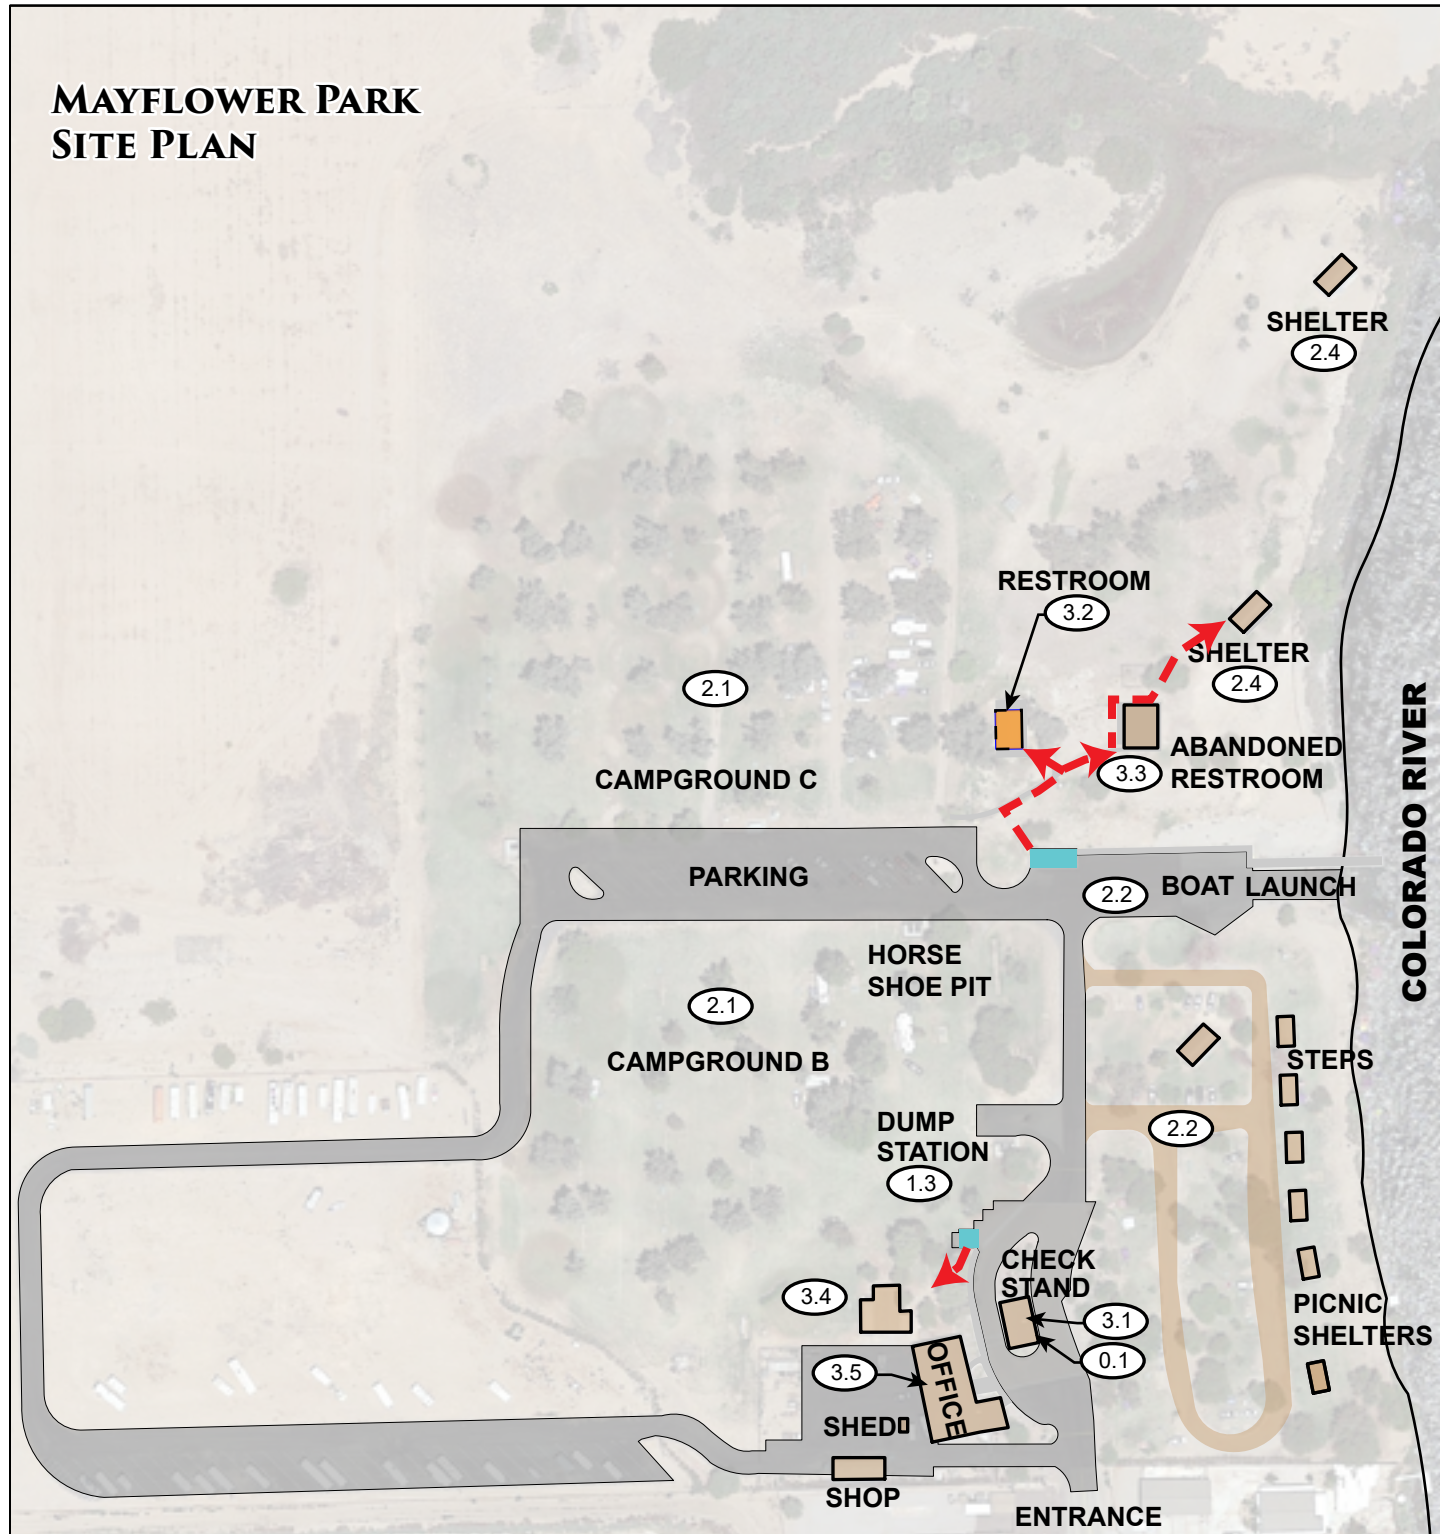 MAYFLOWER PARK
SITE PLAN
SHELTER
2.4
RESTROOM
3.2
SHELTER
2.4
2.1
CAMPGROUND C
ABANDONED
RESTROOM
3.3
COLORADO RIVER
PARKING
2.2
BOAT LAUNCH
HORSE
SHOE PIT
2.1
CAMPGROUND B
STEPS
DUMP
STATION
1.3
2.2
CHECK
STAND
3.4
3.1
0.1
PICNIC
SHELTERS
3.5
OFFICE
SHED
SHOP
ENTRANCE